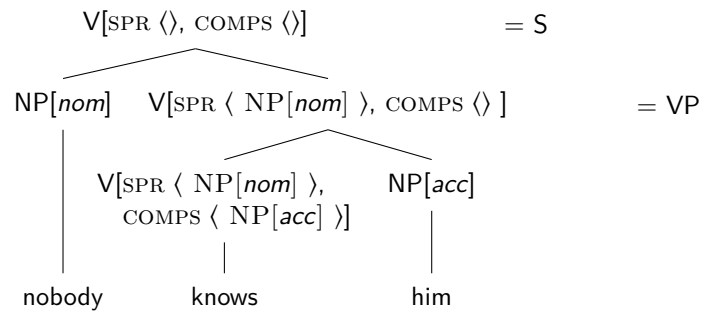 V[SPR ⟨⟩, COMPS ⟨⟩] = S
NP[nom] V[SPR ⟨ NP[nom] ⟩, COMPS ⟨⟩ ] = VP
V[SPR ⟨ NP[nom] ⟩, NP[acc]
COMPS ⟨ NP[acc] ⟩]
nobody knows him